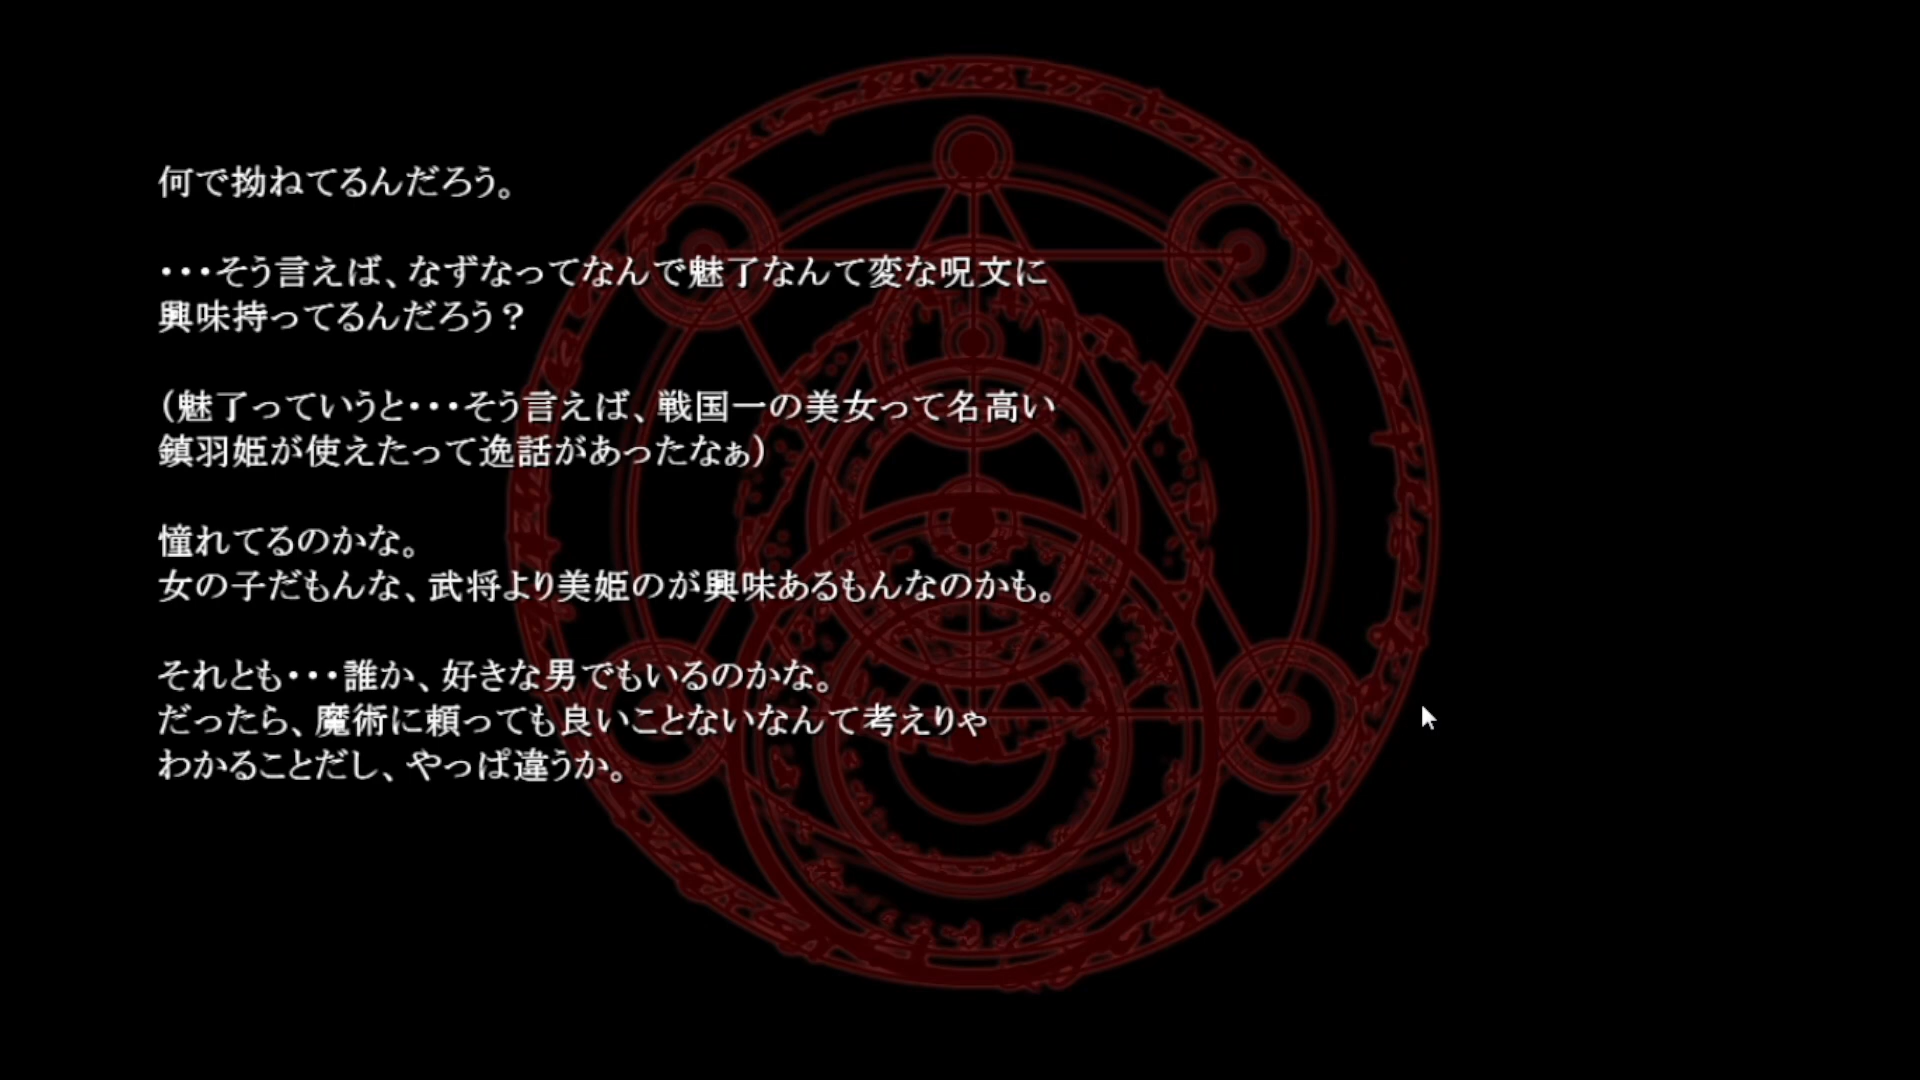 何で拗ねてるんだろう。
・・・そう言えば、なずなってなんで魅了なんて変な呪文に
興味持ってるんだろう？
（魅了っていうと・・・そう言えば、戦国一の美女って名高い
鎮羽姫が使えたって逸話があったなぁ）
憧れてるのかな。
女の子だもんな、武将より美姫のが興味あるもんなのかも。
それとも・・・誰か、好きな男でもいるのかな。
だったら、魔術に頼っても良いことないなんて考えりゃ
わかることだし、やっぱ違うか。